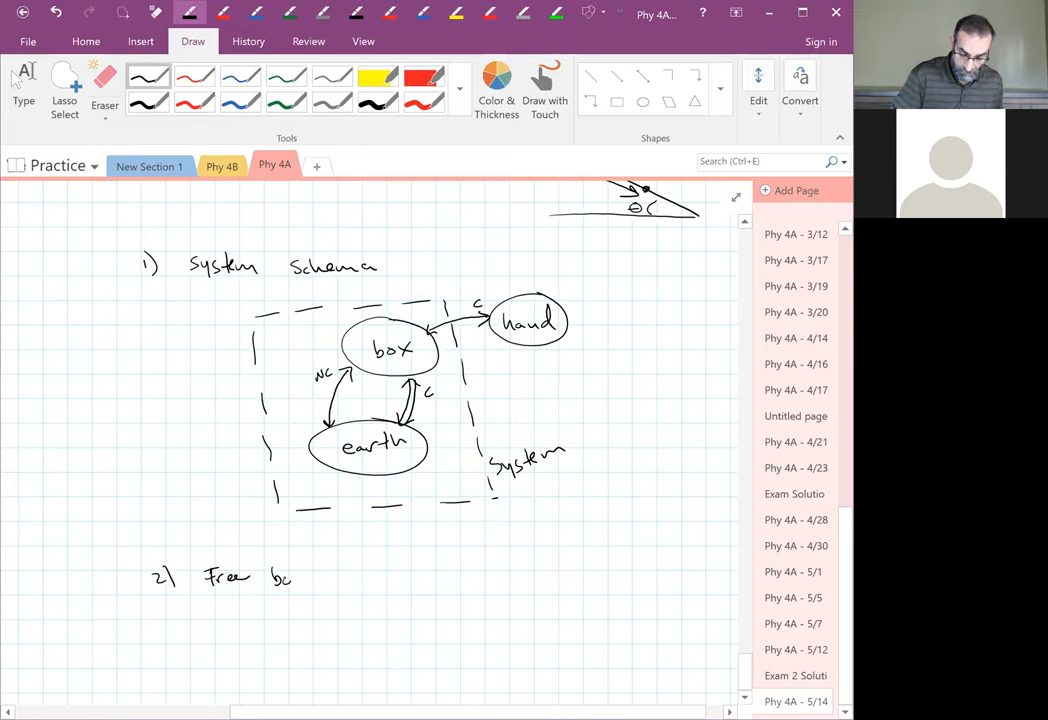 Phy 4A...
?
File
Home
Insert
Draw
History
Review
View
Sign in
Type
Lasso
Select
Eraser
Color &
Thickness
Draw with
Touch
Edit
Convert
Tools
Shapes
Practice
New Section 1
Phy 4B
Phy 4A
+
Search (Ctrl+E)
Add Page
Phy 4A - 3/12
Phy 4A - 3/17
Phy 4A - 3/19
Phy 4A - 3/20
Phy 4A - 4/14
Phy 4A - 4/16
Phy 4A - 4/17
Untitled page
Phy 4A - 4/21
Phy 4A - 4/23
Exam Solutio
Phy 4A - 4/28
Phy 4A - 4/30
Phy 4A - 5/1
Phy 4A - 5/5
Phy 4A - 5/7
Phy 4A - 5/12
Exam 2 Soluti
Phy 4A - 5/14
θ
1) System Schema
C
hand
box
NC
C
earth
System
2) Free bo